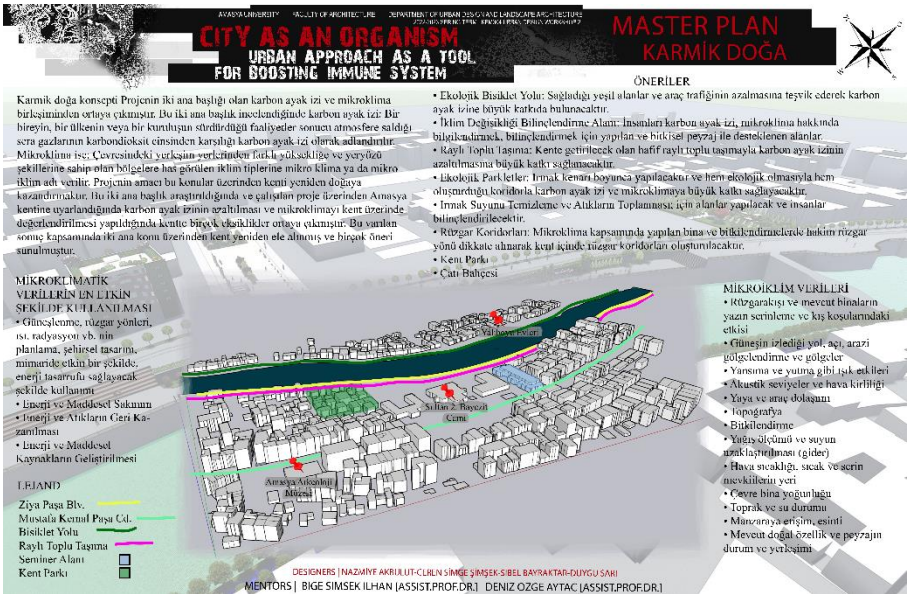 AMASYA UNIVERSITY FACULTY OF ARCHITECTURE DEPARTMENT OF URBAN DESIGN AND LANDSCAPE ARCHITECTURE
CITY AS AN ORGANISM
URBAN APPROACH AS A TOOL
FOR BOOSTING IMMUNE SYSTEM
MASTER PLAN
KARMİK DOĞA
Karmik doğa konsepti Projenin iki ana başlığı olan karbon ayak izi ve mikroklima
birleşiminden ortaya çıkmıştır. Bu iki ana başlık incelendiğinde karbon ayak izi: Bir
bireyin, bir ülkenin veya bir kuruluşun sürdürdüğü faaliyetler sonucu atmosfere saldığı
sera gazlarının karbondioksit cinsinden karşılığı karbon ayak izi olarak adlandırılır.
Mikroklima ise; Çevresindeki yerleşim yerlerinden farklı yüksekliğe ve yeryüzü
şekillerine sahip olan bölgelere has görülen iklim tiplerine mikro klima ya da mikro
iklim adı verilir. Projenin amacı bu konular üzerinden kenti yeniden doğaya
kazandırmaktır. Bu iki ana başlık araştırıldığında ve çalışılan proje üzerinden Amasya
kentine uyarlandığında karbon ayak izinin azaltılması ve mikroklimayı kent üzerinde
değerlendirilmesi yapıldığında kentte birçok eksiklikler ortaya çıkmıştır. Bu varılan
sonuç kapsamında iki ana konu üzerinden kent yeniden ele alınmış ve birçok öneri
sunulmuştur.
ÖNERİLER
• Ekolojik Bisiklet Yolu: Sağladığı yeşil alanlar ve araç trafiğinin azalmasına teşvik ederek karbon
ayak izine büyük katkıda bulunacaktır.
• İklim Değişikliği Bilinçlendirme Alanı: İnsanları karbon ayak izi, mikroklima hakkında
bilgilendirmek, bilinçlendirmek için yapılan ve bitkisel peyzaj ile desteklenen alanlar.
• Raylı Toplu Taşıma: Kente getirilecek olan hafif raylı toplu taşımayla karbon ayak izinin
azaltılmasına büyük katkı sağlanacaktır.
• Ekolojik Parkletler: Irmak kenarı boyunca yapılacaktır ve hem ekolojik olmasıyla hem
oluşturduğu koridorla karbon ayak izi ve mikroklimaya büyük katkı sağlayacaktır.
• Irmak Suyunu Temizleme ve Atıkların Toplanması; için alanlar yapılacak ve insanlar
bilinçlendirilecektir.
• Rüzgar Koridorları: Mikroklima kapsamında yapılan bina ve bitkilendirmelerde hakim rüzgar
yönü dikkate alınarak kent içinde rüzgar koridorları oluşturulacaktır.
• Kent Parkı
• Çatı Bahçesi
MİKROKLİMATİK
VERİLERİN EN ETKİN
ŞEKİLDE KULLANILMASI
• Güneşlenme, rüzgar yönleri,
ısı, radyasyon vb. nin
planlama, şehirsel tasarım,
mimaride etkin bir şekilde,
enerji tasarrufu sağlayacak
şekilde kullanımı
• Enerji ve Maddesel Sakınım
• Enerji ve Atıkların Geri Ka-
zanılması
• Enerji ve Maddesel
Kaynakların Geliştirilmesi
LEJAND
Ziya Paşa Blv.
Mustafa Kemal Paşa Cd.
Bisiklet Yolu
Raylı Toplu Taşıma
Seminer Alanı
Kent Parkı
Yalıboyu Evleri
Sultan 2. Bayezit
Cami
Amasya Arkeoloji
Müzesi
MİKROİKLİM VERİLERİ
• Rüzgarakışı ve mevcut binaların
yazın serinleme ve kış koşularındaki
etkisi
• Güneşin izlediği yol, açı, arazi
gölgelendirme ve gölgeler
• Yansıma ve yutma gibi ışık etkileri
• Akustik seviyeler ve hava kirliliği
• Yaya ve araç dolaşımı
• Topografya
• Bitkilendirme
• Yağış ölçümü ve suyun
uzaklaştırılması (gider)
• Hava sıcaklığı, sıcak ve serin
mevkiilerin yeri
• Çevre bina yoğunluğu
• Toprak ve su durumu
• Manzaraya erişim, esinti
• Mevcut doğal özellik ve peyzajın
durum ve yerleşimi
DESIGNERS | NAZMİYE AKBULUT-CEREN SİMGE ŞİMŞEK-SİBEL BAYRAKTAR-DUYGU SARI
MENTORS | BIGE SIMSEK ILHAN [ASSIST.PROF.DR.] DENIZ OZGE AYTAC [ASSIST.PROF.DR.]